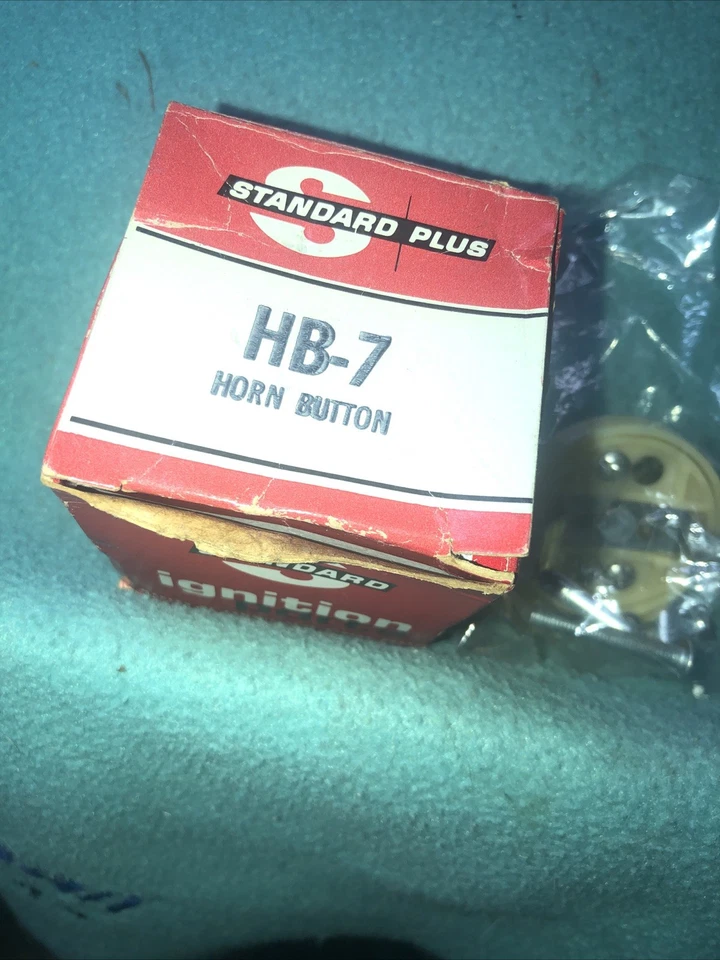 STANDARD PLUS
HB-7
HORN BUTTON
STANDARD
ignition